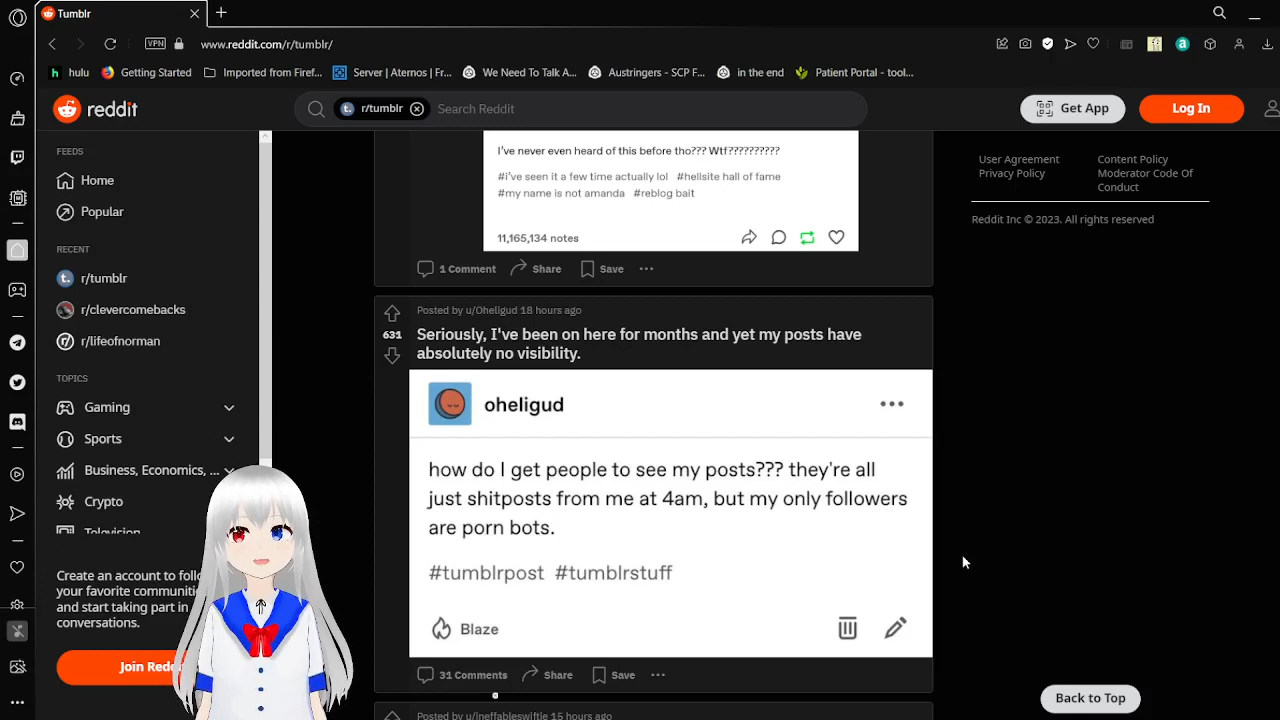 Tumblr
VPN
www.reddit.com/r/tumblr/
hulu
Getting Started
Imported from Firef...
Server | Aternos | Fr...
We Need To Talk A...
Austringers - SCP F...
in the end
Patient Portal - tool...
reddit
r/tumblr
Search Reddit
Get App
Log In
FEEDS
Home
Popular
RECENT
r/tumblr
r/clevercomebacks
r/lifeofnorman
TOPICS
Gaming
Sports
Business, Economics, ...
Crypto
Television
Create an account to follo
your favorite communiti
and start taking part in
conversations.
Join Redd
I've never even heard of this before tho??? Wtf??????????
#i've seen it a few time actually lol #hellsite hall of fame
#my name is not amanda #reblog bait
11,165,134 notes
1 Comment
Share
Save
Posted by u/Oheligud 18 hours ago
631
Seriously, I've been on here for months and yet my posts have
absolutely no visibility.
oheligud
how do I get people to see my posts??? they're all
just shitposts from me at 4am, but my only followers
are porn bots.
#tumblrpost #tumblrstuff
Blaze
31 Comments
Share
Save
Posted by u/ineffableswiftie 15 hours ago
User Agreement
Privacy Policy
Content Policy
Moderator Code Of
Conduct
Reddit Inc © 2023. All rights reserved
Back to Top